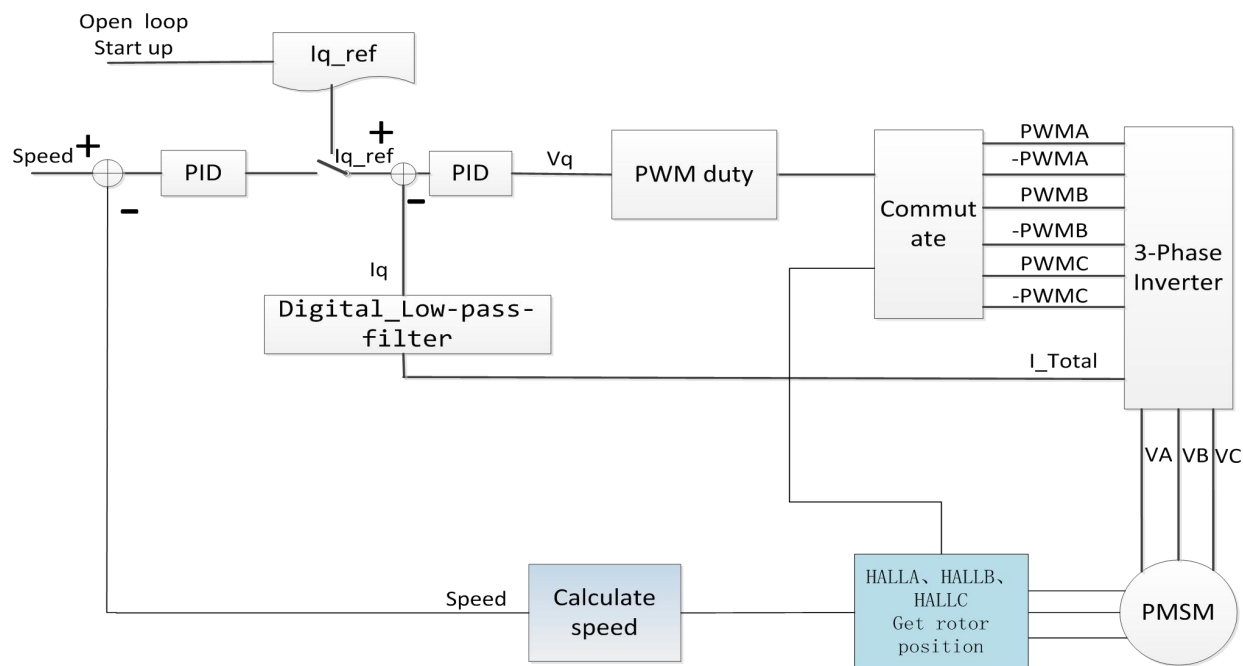 Open loop
Start up
Iq_ref
+
+
Speed
PID
Iq_ref
PID
Vq
PWM duty
-
-
Commut
ate
PWMA
-PWMA
PWMB
-PWMB
PWMC
-PWMC
3-Phase
Inverter
Iq
Digital_Low-pass-
filter
I_Total
VA
VB
VC
Speed
Calculate
speed
HALLA、HALLB、
HALLC
Get rotor
position
PMSM